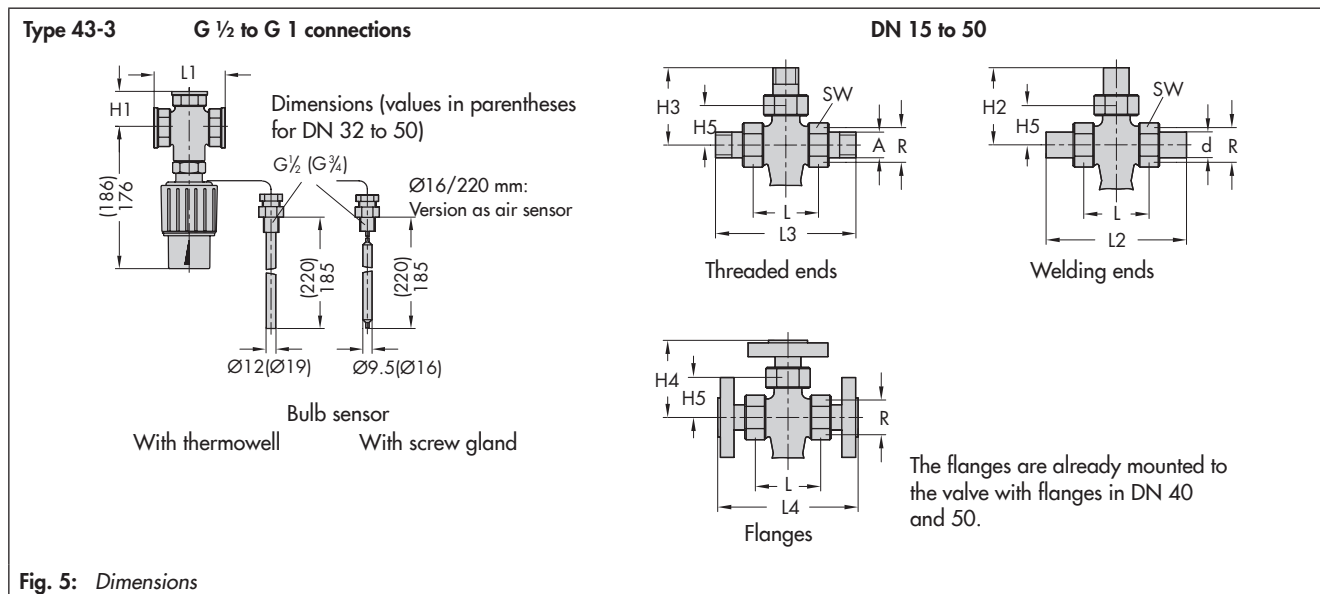 Type 43-3
G ½ to G 1 connections
DN 15 to 50
L1
H1
Dimensions (values in parentheses
for DN 32 to 50)
G½ (G¾)
Ø16/220 mm:
Version as air sensor
(186)
176
(220)
185
(220)
185
Ø12(Ø19)
Ø9.5(Ø16)
Bulb sensor
With thermowell
With screw gland
H3
H5
SW
A
R
L
L3
Threaded ends
H2
H5
SW
d
R
L
L2
Welding ends
H4
H5
R
L
L4
Flanges
The flanges are already mounted to
the valve with flanges in DN 40
and 50.
Fig. 5: Dimensions